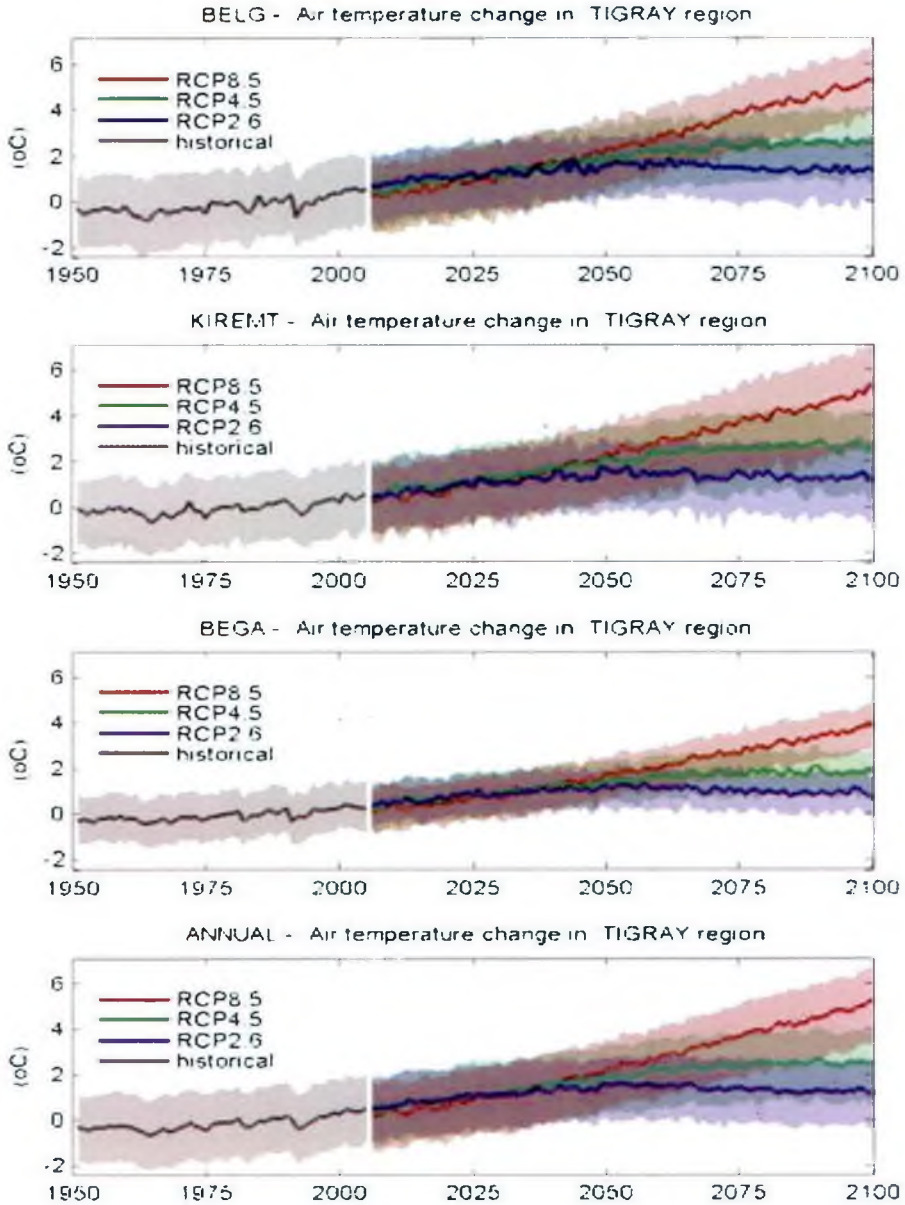 BELG - Air temperature change in TIGRAY region
6
4
2
0
-2
(oC)
RCP8.5
RCP4.5
RCP2.6
historical
1950 1975 2000 2025 2050 2075 2100
KIREMT - Air temperature change in TIGRAY region
6
4
2
0
-2
(oC)
RCP8.5
RCP4.5
RCP2.6
historical
1950 1975 2000 2025 2050 2075 2100
BEGA - Air temperature change in TIGRAY region
6
4
2
0
-2
(oC)
RCP8.5
RCP4.5
RCP2.6
historical
1950 1975 2000 2025 2050 2075 2100
ANNUAL - Air temperature change in TIGRAY region
6
4
2
0
-2
(oC)
RCP8.5
RCP4.5
RCP2.6
historical
1950 1975 2000 2025 2050 2075 2100